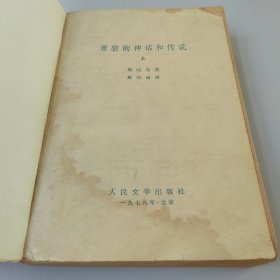 希腊的神话和传说
上
斯威布著
楚图南译
人民文学出版社
一九七八年·北京